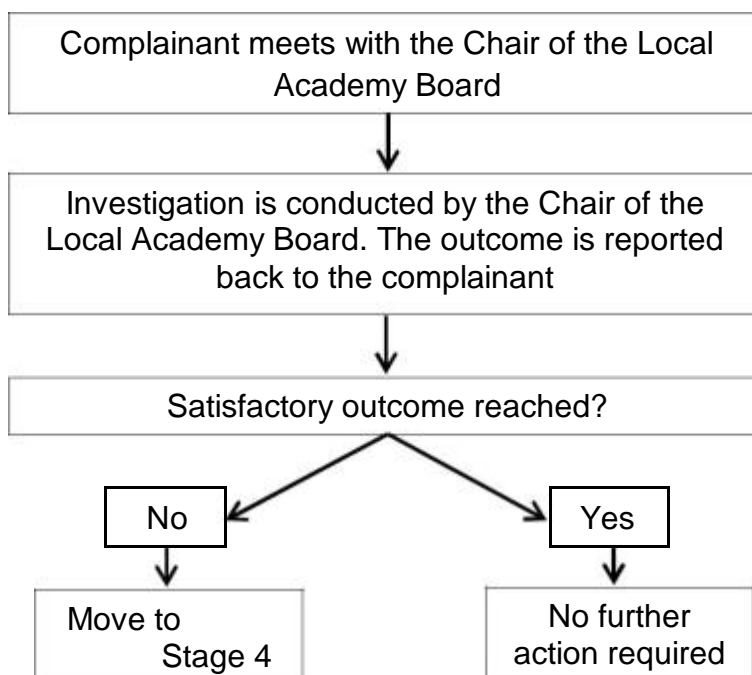 Complainant meets with the Chair of the Local
Academy Board
Investigation is conducted by the Chair of the
Local Academy Board. The outcome is reported
back to the complainant
Satisfactory outcome reached?
No
Yes
Move to
Stage 4
No further
action required